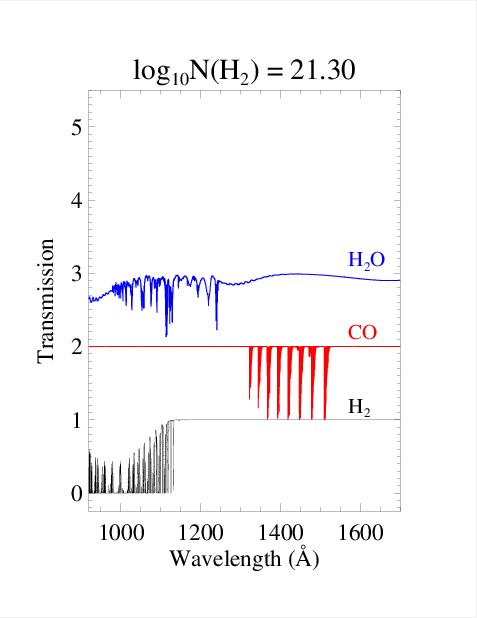 log₁₀N(H₂) = 21.30
5
4
3
2
1
0
Transmission
H₂O
CO
H₂
1000 1200 1400 1600
Wavelength (Å)